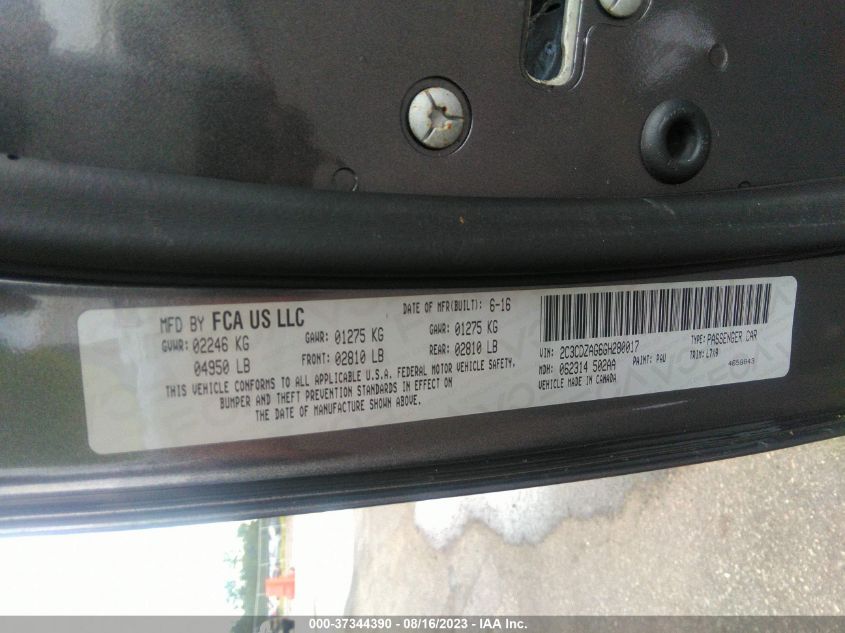 MFD BY FCA US LLC DATE OF MFR(BUILT): 6-16
GVWR: 02246 KG GAWR: 01275 KG GAWR: 01275 KG
04950 LB FRONT: 02810 LB REAR: 02810 LB
THIS VEHICLE CONFORMS TO ALL APPLICABLE U.S.A. FEDERAL MOTOR VEHICLE SAFETY,
BUMPER AND THEFT PREVENTION STANDARDS IN EFFECT ON
THE DATE OF MANUFACTURE SHOWN ABOVE.
VIN: 2C3CDZAG6GH290017 TYPE: PASSENGER CAR
MDH: 062314 502AA PAINT: PAU TRIM: L7X9
VEHICLE MADE IN CANADA 4658843
000-37344390 - 08/16/2023 - IAA Inc.